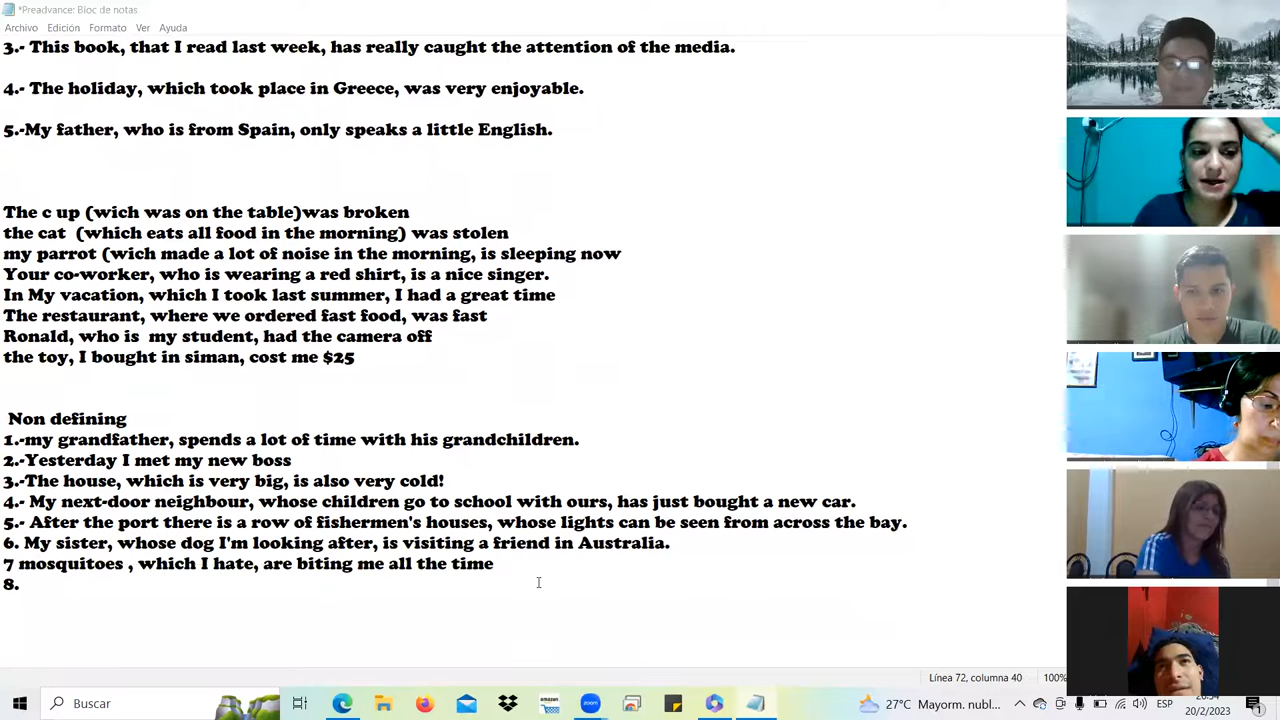 *Preadvance: Bloc de notas
Archivo Edición Formato Ver Ayuda
3.- This book, that I read last week, has really caught the attention of the media.
4.- The holiday, which took place in Greece, was very enjoyable.
5.-My father, who is from Spain, only speaks a little English.
The c up (wich was on the table)was broken
the cat (which eats all food in the morning) was stolen
my parrot (wich made a lot of noise in the morning, is sleeping now
Your co-worker, who is wearing a red shirt, is a nice singer.
In My vacation, which I took last summer, I had a great time
The restaurant, where we ordered fast food, was fast
Ronald, who is my student, had the camera off
the toy, I bought in siman, cost me $25
Non defining
1.-my grandfather, spends a lot of time with his grandchildren.
2.-Yesterday I met my new boss
3.-The house, which is very big, is also very cold!
4.- My next-door neighbour, whose children go to school with ours, has just bought a new car.
5.- After the port there is a row of fishermen's houses, whose lights can be seen from across the bay.
6. My sister, whose dog I'm looking after, is visiting a friend in Australia.
7 mosquitoes , which I hate, are biting me all the time
8.
Línea 72, columna 40 100%
Buscar amazon zoom 27°C Mayorm. nubl... ESP
20/2/2023 1